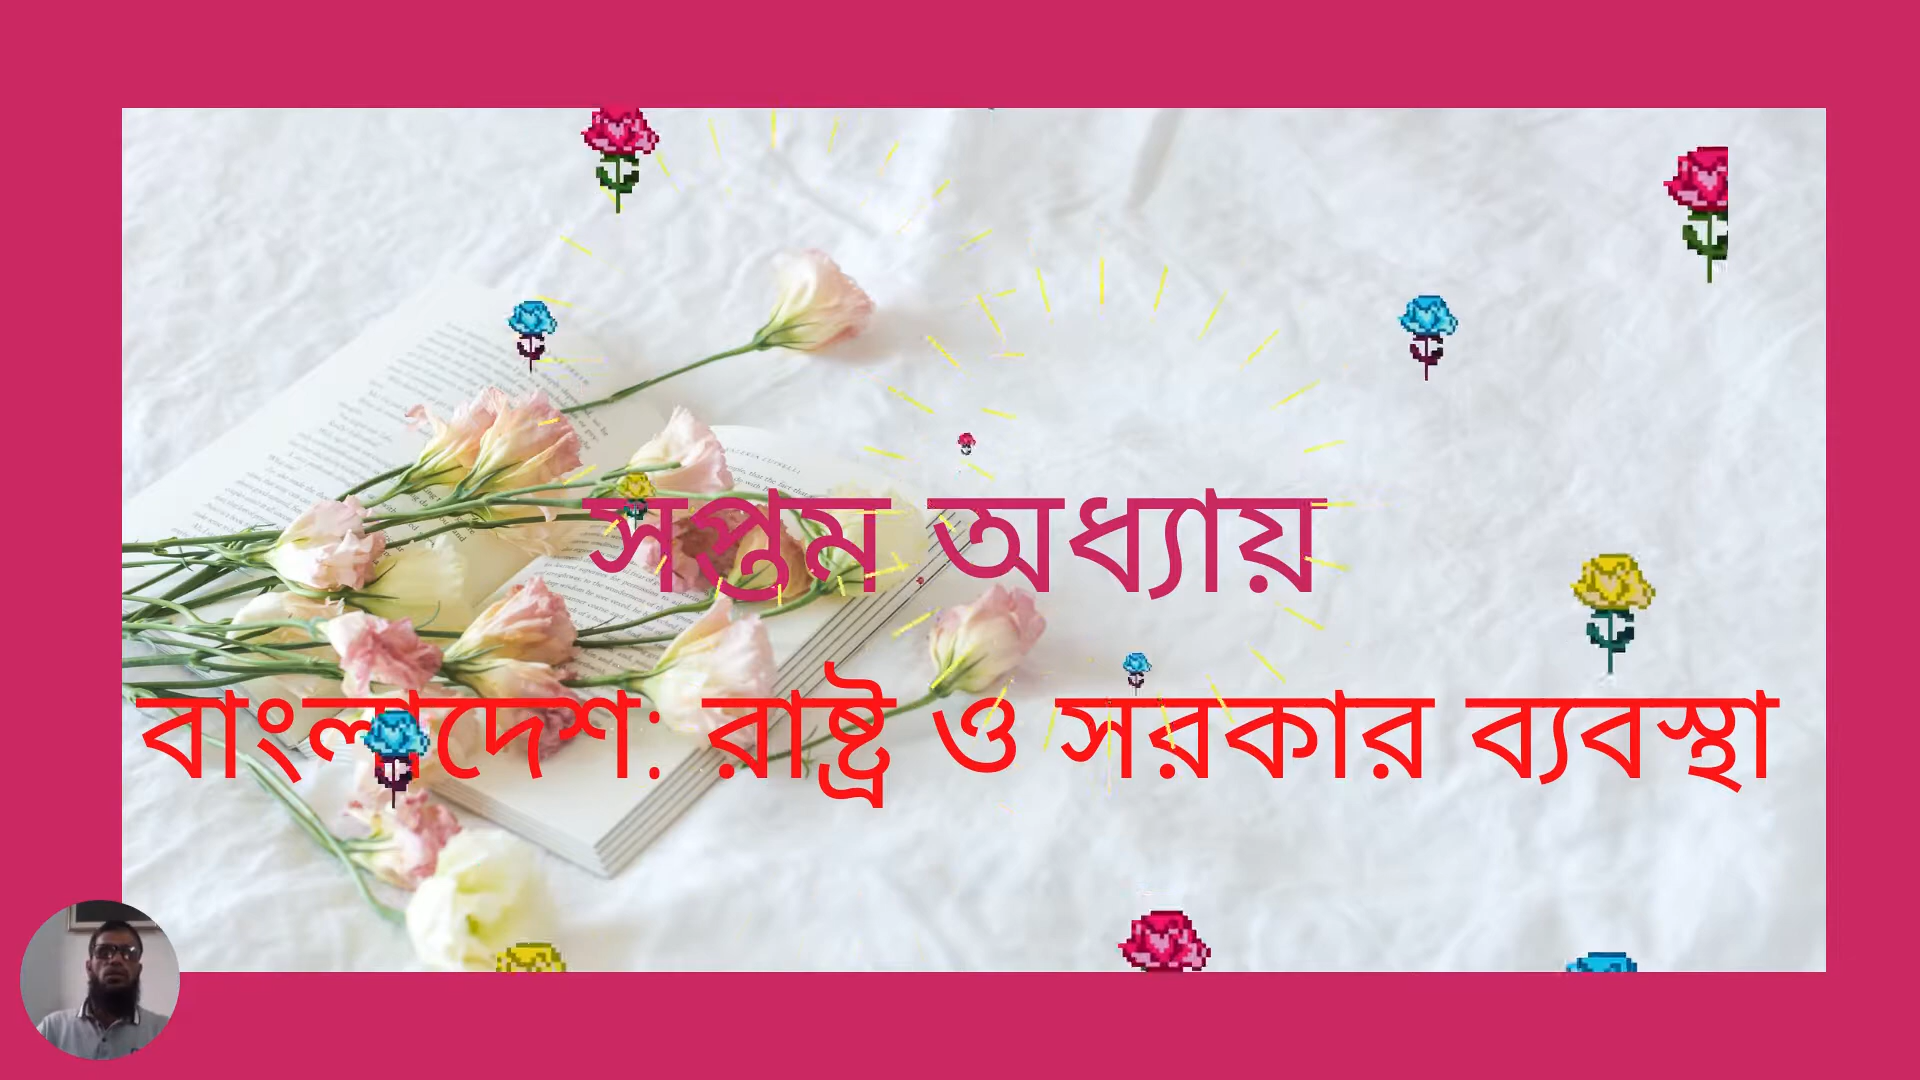 সপ্তম অধ্যায়
বাংলাদেশ: রাষ্ট্র ও সরকার ব্যবস্থা